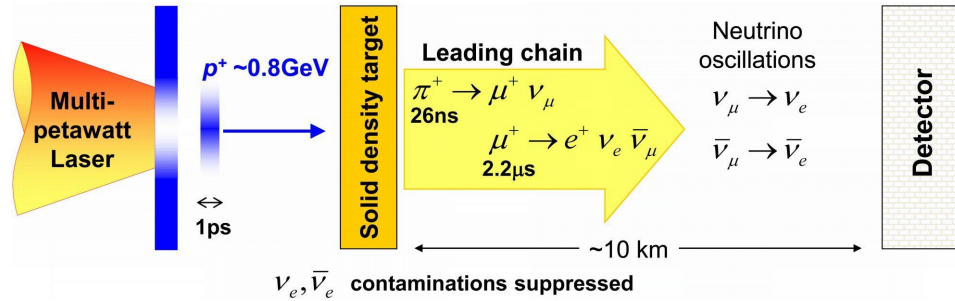 Multi-
petawatt
Laser
p⁺ ~0.8GeV
1ps
Solid density target
Leading chain
π⁺ → μ⁺ ν_μ
26ns
μ⁺ → e⁺ ν_e ν̄_μ
2.2μs
Neutrino
oscillations
ν_μ → ν_e
ν̄_μ → ν̄_e
Detector
~10 km
ν_e, ν̄_e contaminations suppressed